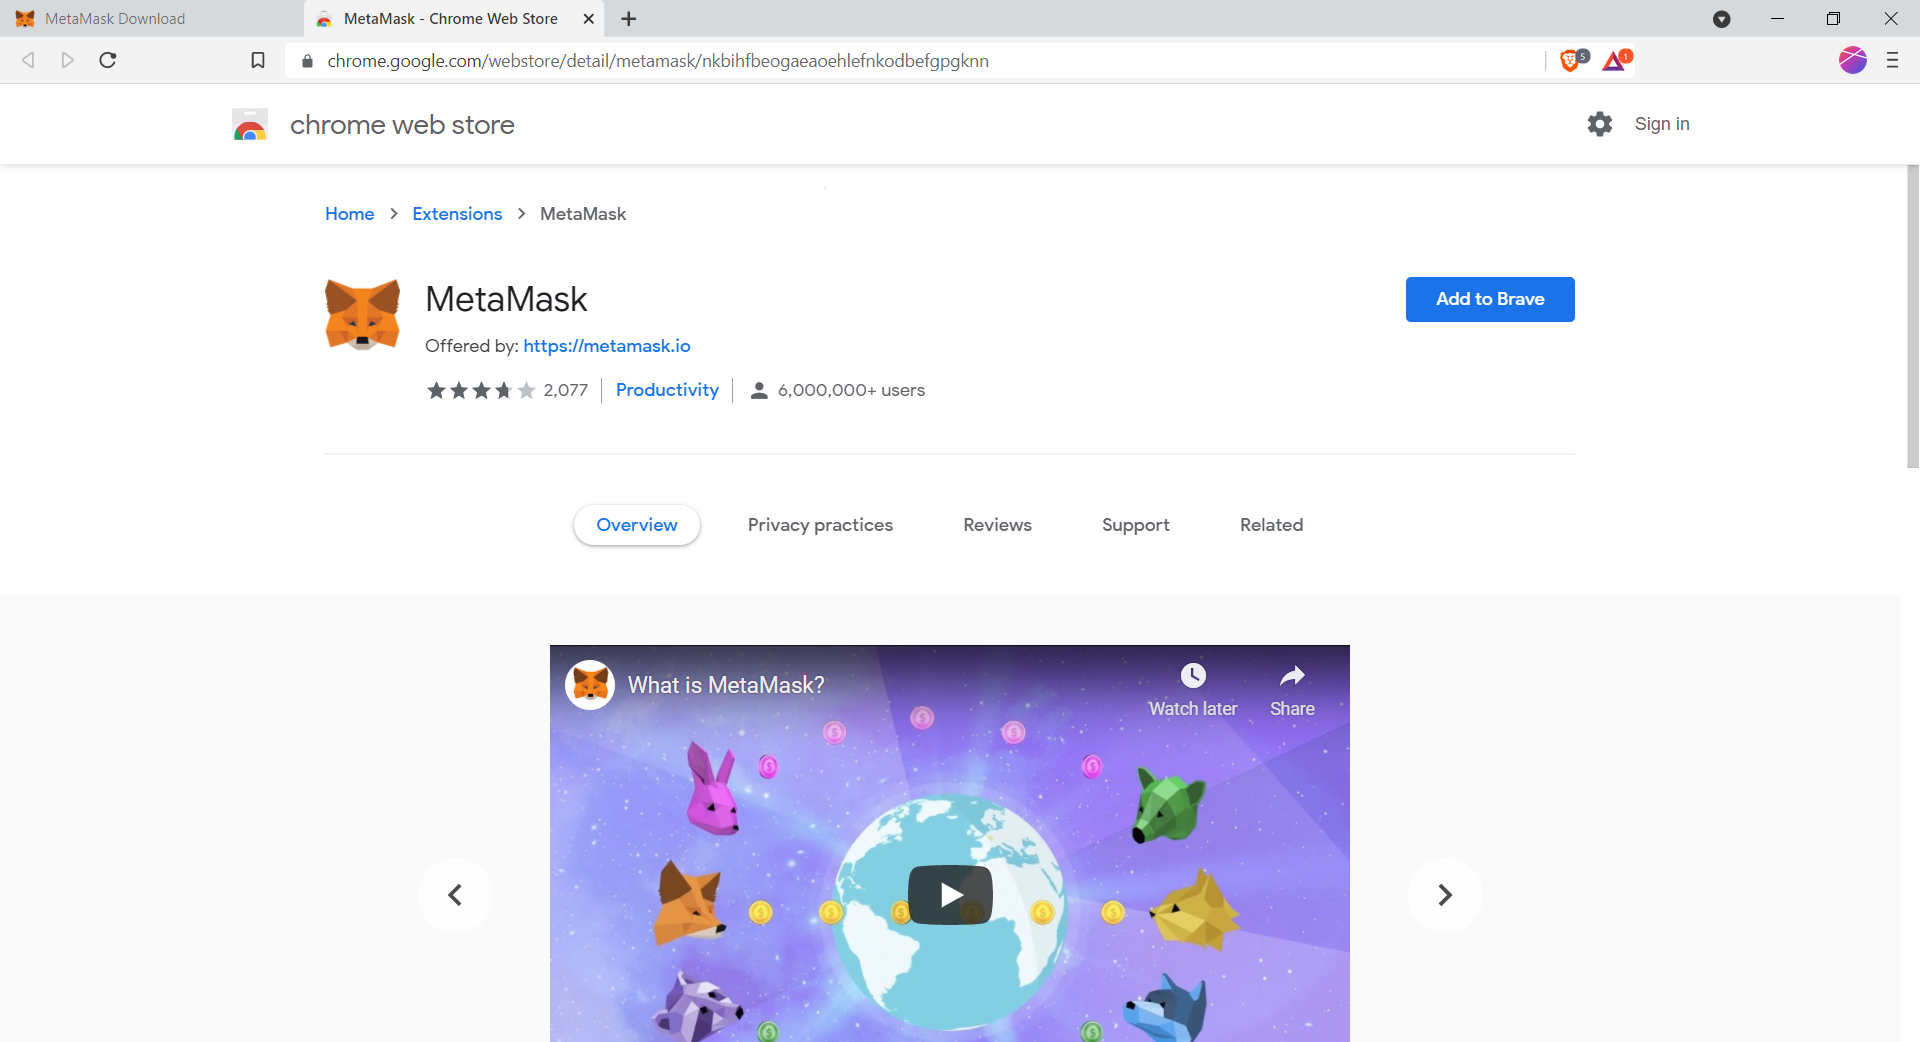 MetaMask Download
MetaMask - Chrome Web Store
chrome.google.com/webstore/detail/metamask/nkbihfbeogaeaoehlefnkodbefgpgknn
5
1
chrome web store
Sign in
Home > Extensions > MetaMask
MetaMask
Add to Brave
Offered by: https://metamask.io
2,077
Productivity
6,000,000+ users
Overview
Privacy practices
Reviews
Support
Related
What is MetaMask?
Watch later
Share